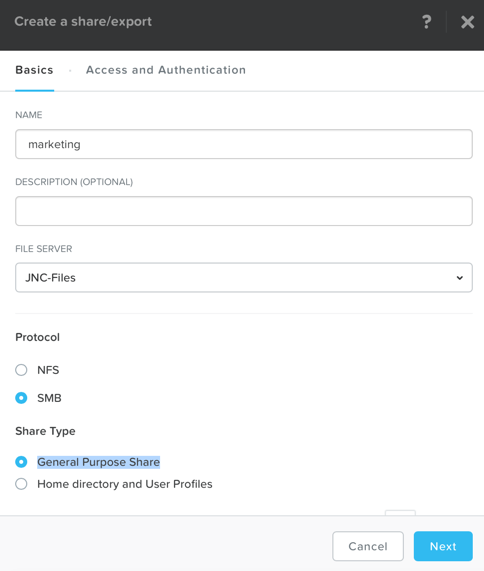 Create a share/export
?
Basics · Access and Authentication
NAME
marketing
DESCRIPTION (OPTIONAL)
FILE SERVER
JNC-Files
Protocol
NFS
SMB
Share Type
General Purpose Share
Home directory and User Profiles
Cancel Next